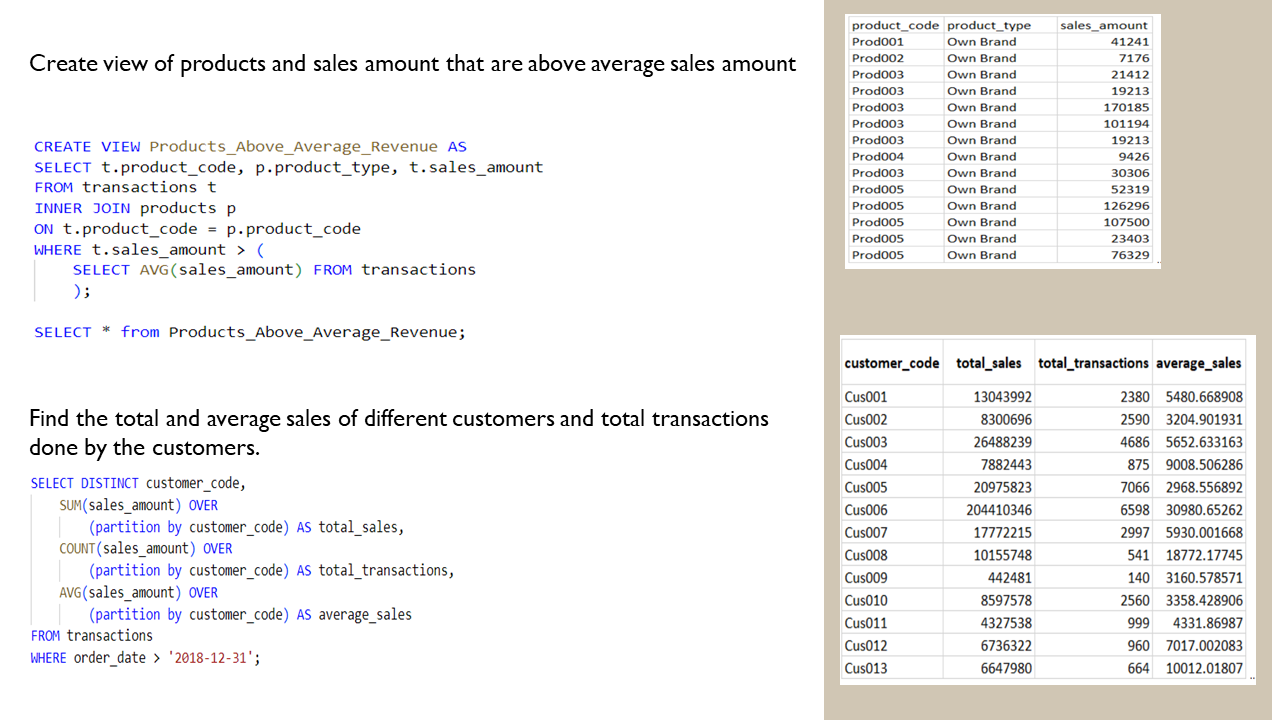 Create view of products and sales amount that are above average sales amount
CREATE VIEW Products_Above_Average_Revenue AS
SELECT t.product_code, p.product_type, t.sales_amount
FROM transactions t
INNER JOIN products p
ON t.product_code = p.product_code
WHERE t.sales_amount > (
SELECT AVG(sales_amount) FROM transactions
);
SELECT * from Products_Above_Average_Revenue;
product_code product_type sales_amount
Prod001 Own Brand 41241
Prod002 Own Brand 7176
Prod003 Own Brand 21412
Prod003 Own Brand 19213
Prod003 Own Brand 170185
Prod003 Own Brand 101194
Prod003 Own Brand 19213
Prod004 Own Brand 9426
Prod003 Own Brand 30306
Prod005 Own Brand 52319
Prod005 Own Brand 126296
Prod005 Own Brand 107500
Prod005 Own Brand 23403
Prod005 Own Brand 76329
Find the total and average sales of different customers and total transactions
done by the customers.
SELECT DISTINCT customer_code,
SUM(sales_amount) OVER
(partition by customer_code) AS total_sales,
COUNT(sales_amount) OVER
(partition by customer_code) AS total_transactions,
AVG(sales_amount) OVER
(partition by customer_code) AS average_sales
FROM transactions
WHERE order_date > '2018-12-31';
customer_code total_sales total_transactions average_sales
Cus001 13043992 2380 5480.668908
Cus002 8300696 2590 3204.901931
Cus003 26488239 4686 5652.633163
Cus004 7882443 875 9008.506286
Cus005 20975823 7066 2968.556892
Cus006 204410346 6598 30980.65262
Cus007 17772215 2997 5930.001668
Cus008 10155748 541 18772.17745
Cus009 442481 140 3160.578571
Cus010 8597578 2560 3358.428906
Cus011 4327538 999 4331.86987
Cus012 6736322 960 7017.002083
Cus013 6647980 664 10012.01807